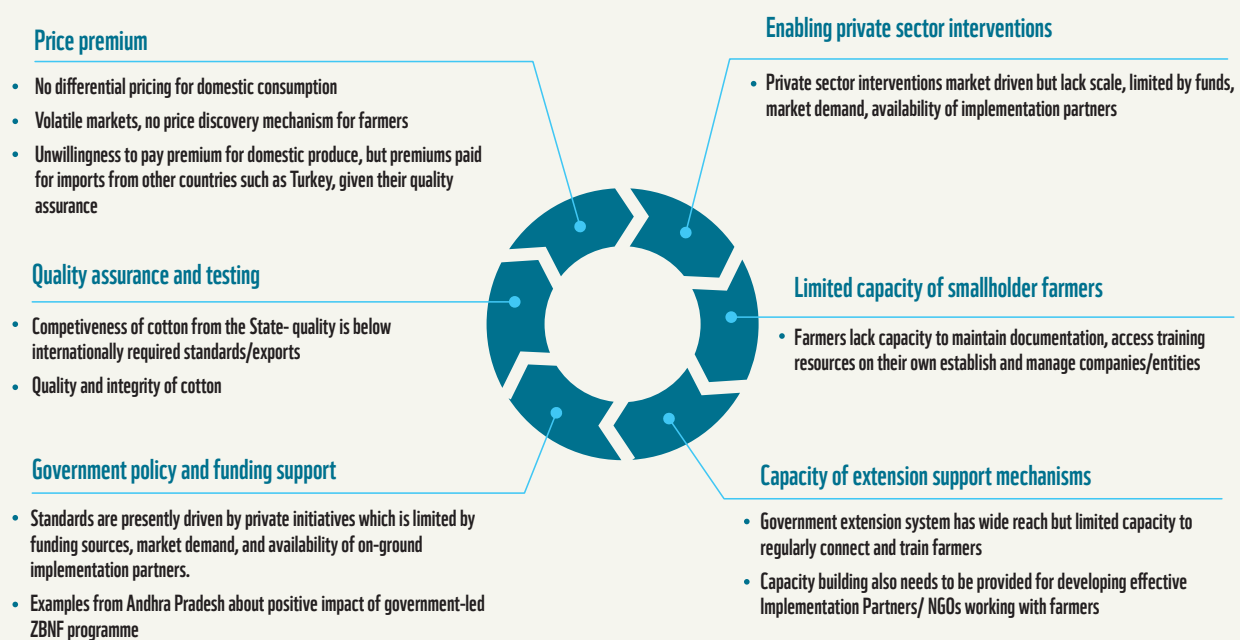 Price premium
• No differential pricing for domestic consumption
• Volatile markets, no price discovery mechanism for farmers
• Unwillingness to pay premium for domestic produce, but premiums paid
for imports from other countries such as Turkey, given their quality
assurance
Quality assurance and testing
• Competiveness of cotton from the State- quality is below
internationally required standards/exports
• Quality and integrity of cotton
Government policy and funding support
• Standards are presently driven by private initiatives which is limited by
funding sources, market demand, and availability of on-ground
implementation partners.
• Examples from Andhra Pradesh about positive impact of government-led
ZBNF programme
Enabling private sector interventions
• Private sector interventions market driven but lack scale, limited by funds,
market demand, availability of implementation partners
Limited capacity of smallholder farmers
• Farmers lack capacity to maintain documentation, access training
resources on their own establish and manage companies/entities
Capacity of extension support mechanisms
• Government extension system has wide reach but limited capacity to
regularly connect and train farmers
• Capacity building also needs to be provided for developing effective
Implementation Partners/ NGOs working with farmers